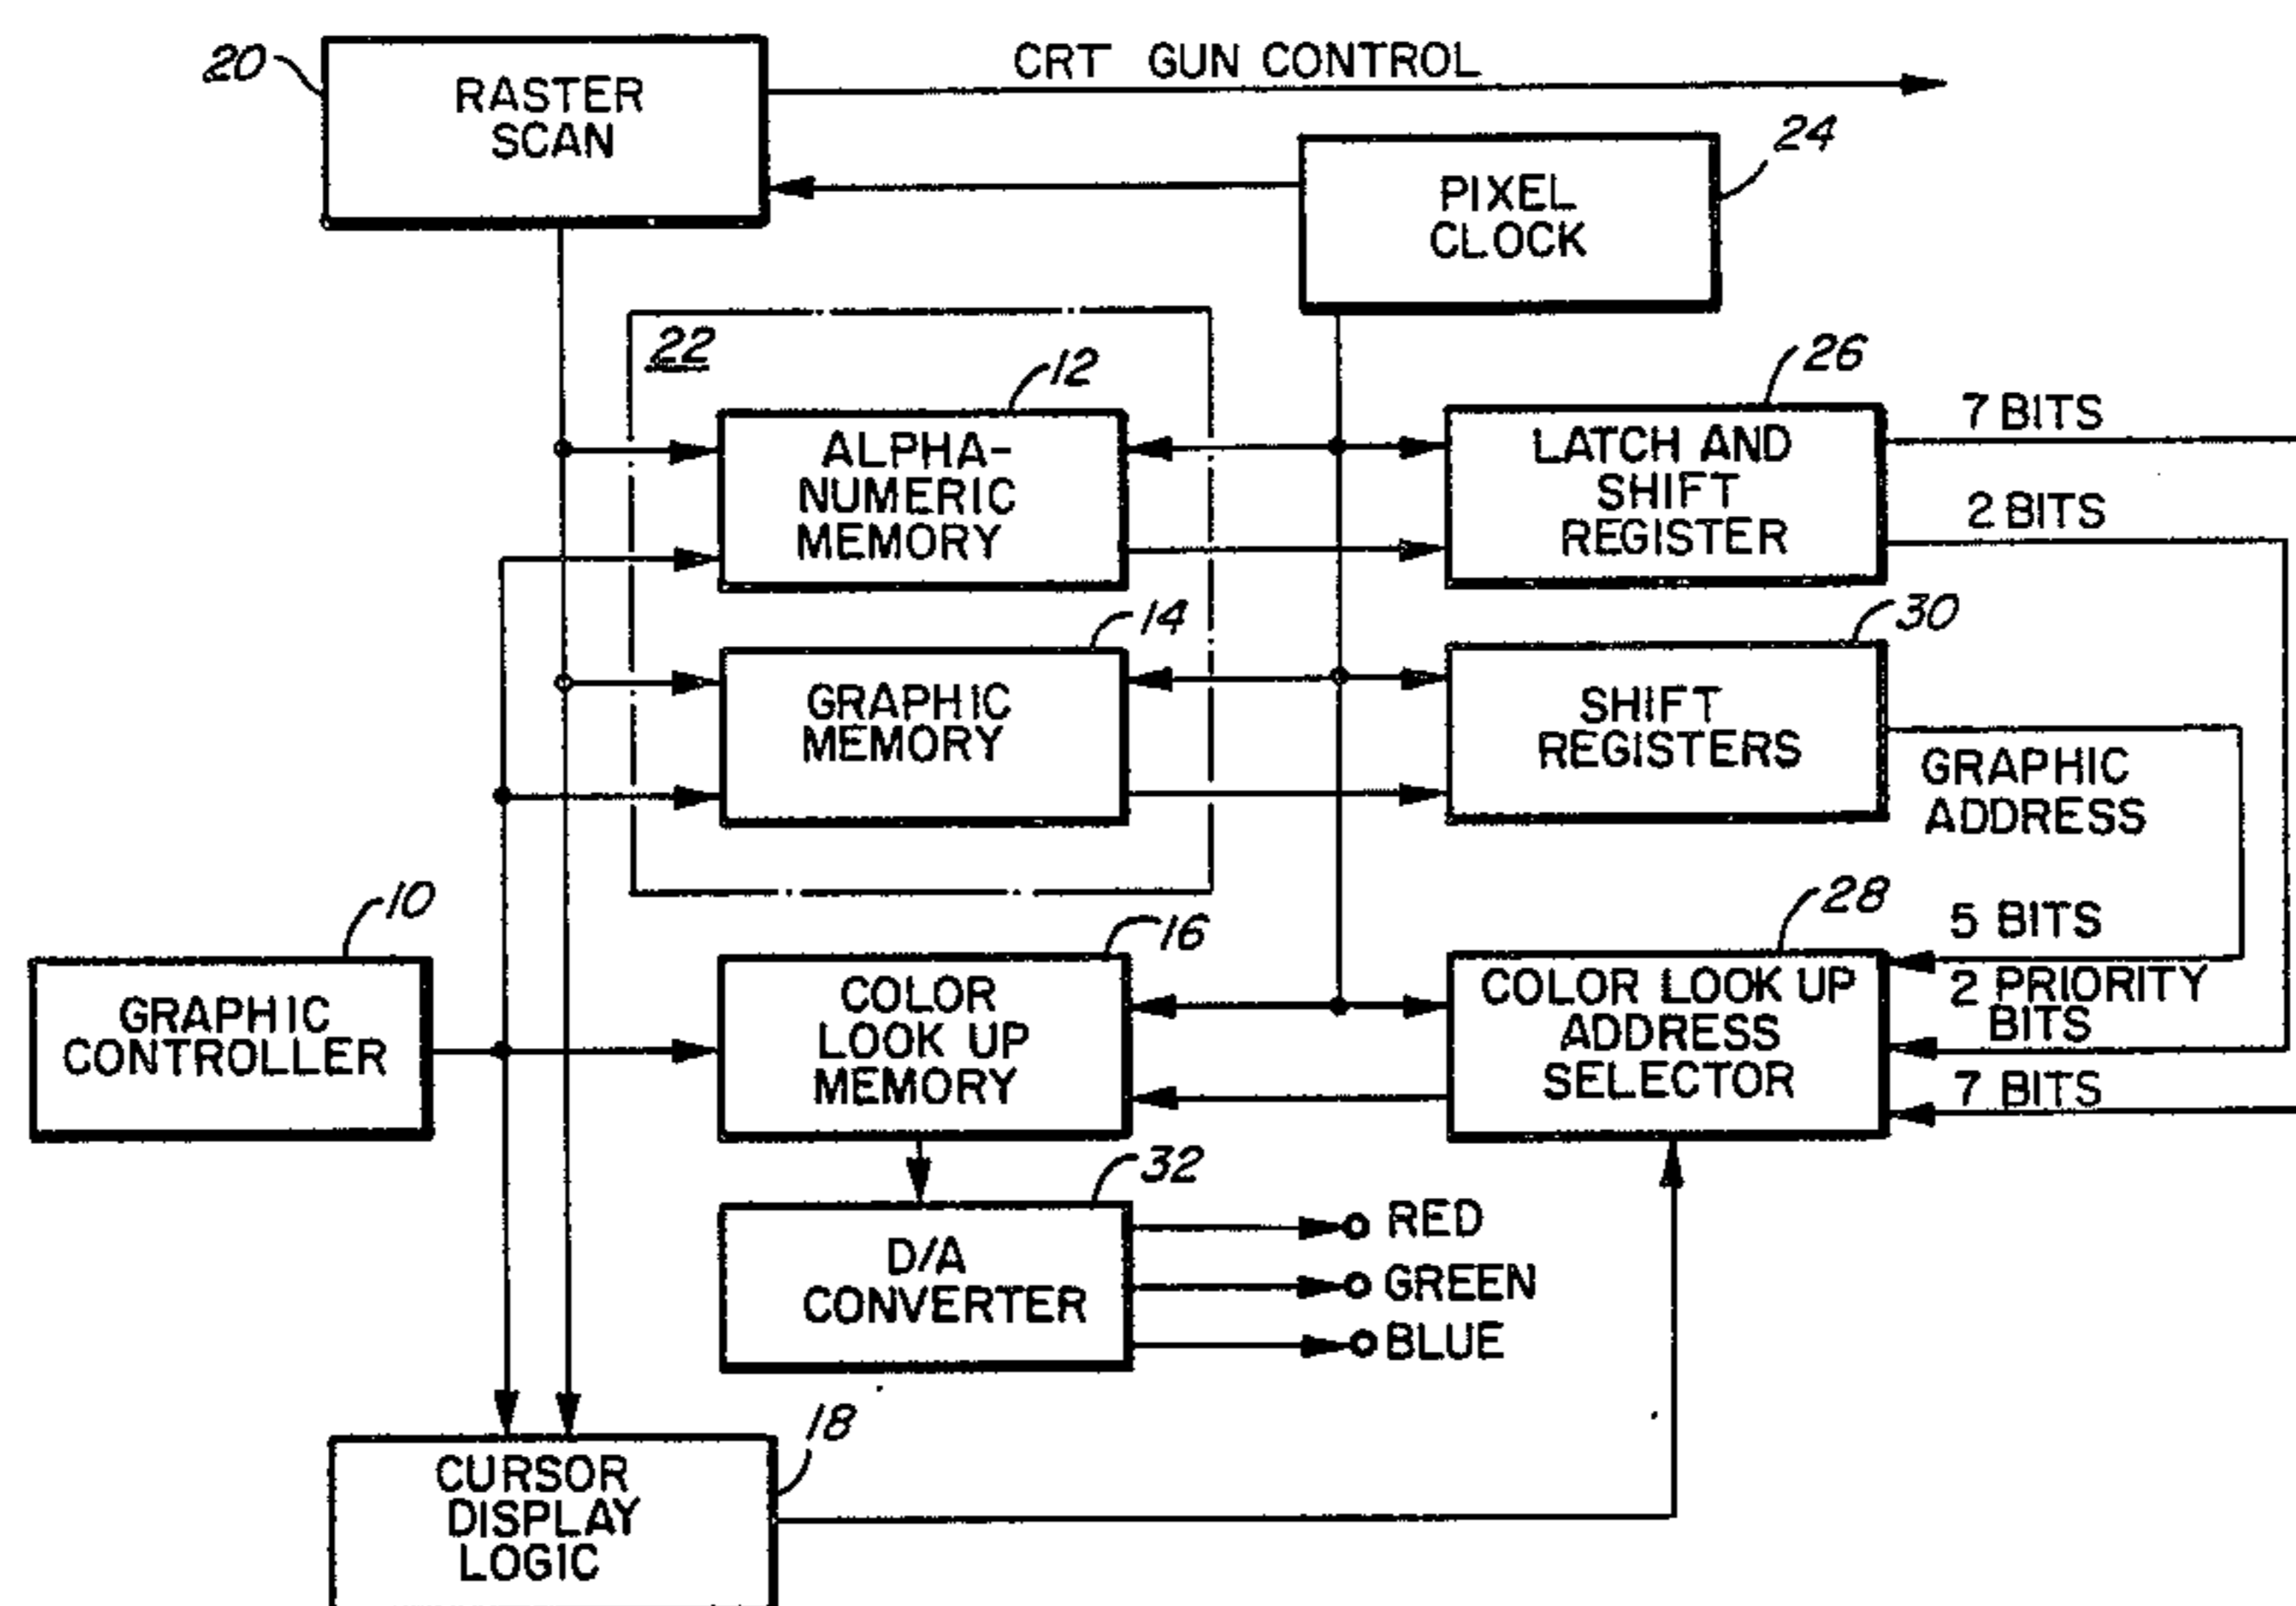 20
RASTER
SCAN
CRT GUN CONTROL
24
PIXEL
CLOCK
22
12
ALPHA-
NUMERIC
MEMORY
26
LATCH AND
SHIFT
REGISTER
7 BITS
2 BITS
14
GRAPHIC
MEMORY
30
SHIFT
REGISTERS
GRAPHIC
ADDRESS
10
GRAPHIC
CONTROLLER
16
COLOR
LOOK UP
MEMORY
28
COLOR LOOK UP
ADDRESS
SELECTOR
5 BITS
2 PRIORITY
BITS
7 BITS
32
D/A
CONVERTER
RED
GREEN
BLUE
18
CURSOR
DISPLAY
LOGIC